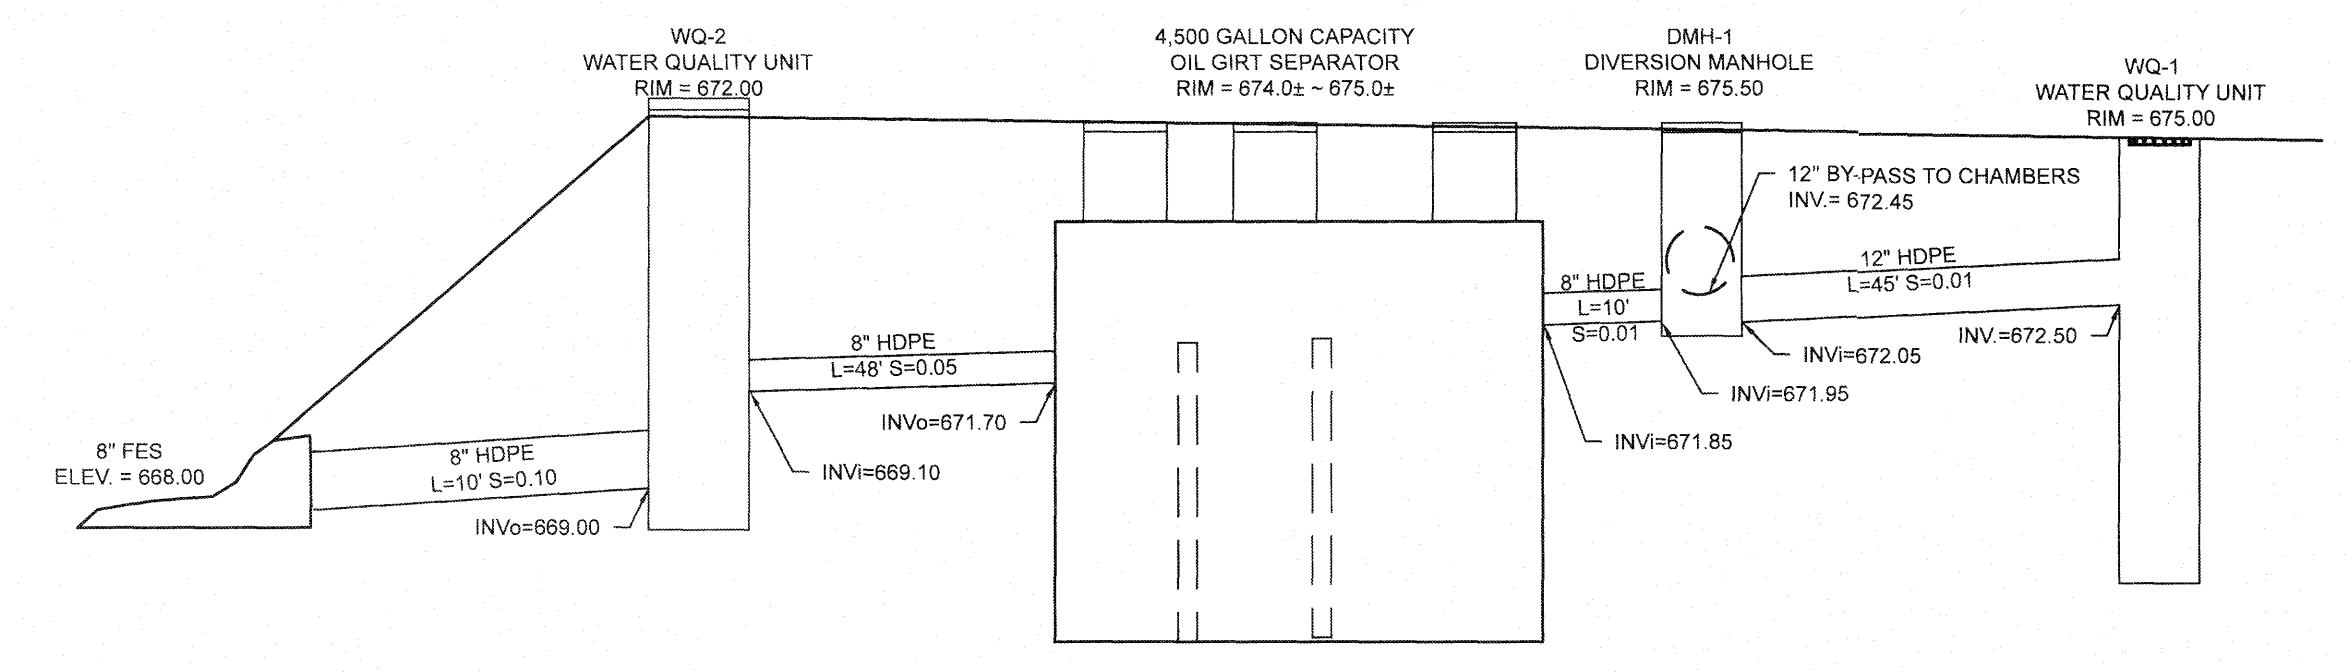 WQ-2
WATER QUALITY UNIT
RIM = 672.00
4,500 GALLON CAPACITY
OIL GIRT SEPARATOR
RIM = 674.0± ~ 675.0±
DMH-1
DIVERSION MANHOLE
RIM = 675.50
WQ-1
WATER QUALITY UNIT
RIM = 675.00
12" BY-PASS TO CHAMBERS
INV.= 672.45
12" HDPE
L=45' S=0.01
8" HDPE
L=10'
S=0.01
INV.=672.50
INVi=672.05
INVi=671.95
INVi=671.85
8" HDPE
L=48' S=0.05
INVo=671.70
INVi=669.10
8" FES
ELEV. = 668.00
8" HDPE
L=10' S=0.10
INVo=669.00